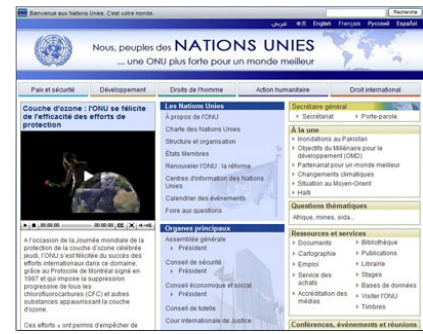 Bienvenue aux Nations Unies. C'est votre monde.
Recherche
عربي 中文 English Français Русский Español
Nous, peuples des NATIONS UNIES
... une ONU plus forte pour un monde meilleur
Paix et sécurité Développement Droits de l'homme Action humanitaire Droit international
Couche d'ozone : l'ONU se félicite
de l'efficacité des efforts de
protection
00:00:00 00:00:00 CC
A l'occasion de la Journée mondiale de la
protection de la couche d'ozone célébrée
jeudi, l'ONU s'est félicitée du succès des
efforts internationaux dans ce domaine,
grâce au Protocole de Montréal signé en
1987 et qui impose la suppression
progressive de tous les
chlorofluorocarbures (CFC) et autres
substances appauvrissant la couche
d'ozone.
Ces efforts « ont permis d'empêcher de
Les Nations Unies
À propos de l'ONU
Charte des Nations Unies
Structure et organisation
États Membres
Renouveler l'ONU : la réforme
Centres d'information des Nations
Unies
Calendrier des événements
Foire aux questions
Organes principaux
Assemblée générale
Président
Conseil de sécurité
Président
Conseil économique et social
Président
Conseil de tutelle
Cour internationale de Justice
Secrétaire général
Secrétariat Porte-parole
À la une
Inondations au Pakistan
Objectifs du Millénaire pour le
développement (OMD)
Partenariat pour un monde meilleur
Changements climatiques
Situation au Moyen-Orient
Haïti
Questions thématiques
Afrique, mines, sida...
Ressources et services
Documents Bibliothèque
Cartographie Publications
Emploi Librairie
Service des achats Stages
Bases de données
Accréditation des médias Visiter l'ONU
Timbres
Conférences, événements et réunions